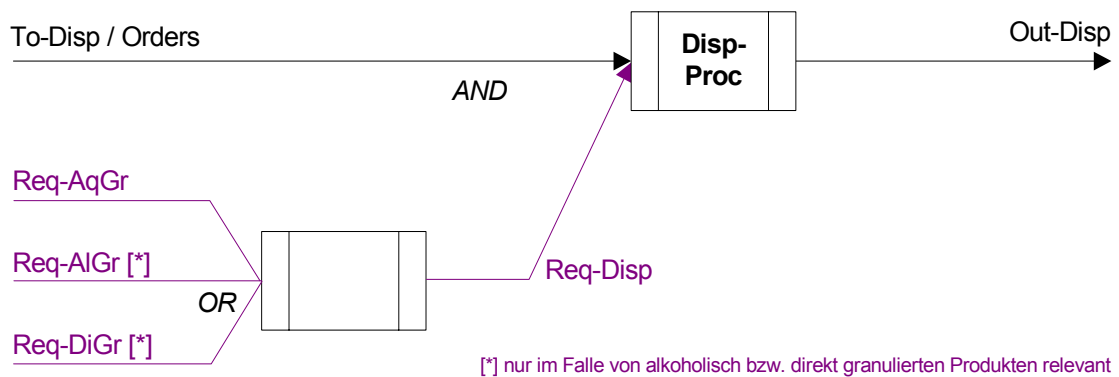 To-Disp / Orders
Out-Disp
Disp-
Proc
AND
Req-AqGr
Req-AlGr [*]
Req-Disp
OR
Req-DiGr [*]
[*] nur im Falle von alkoholisch bzw. direkt granulierten Produkten relevant